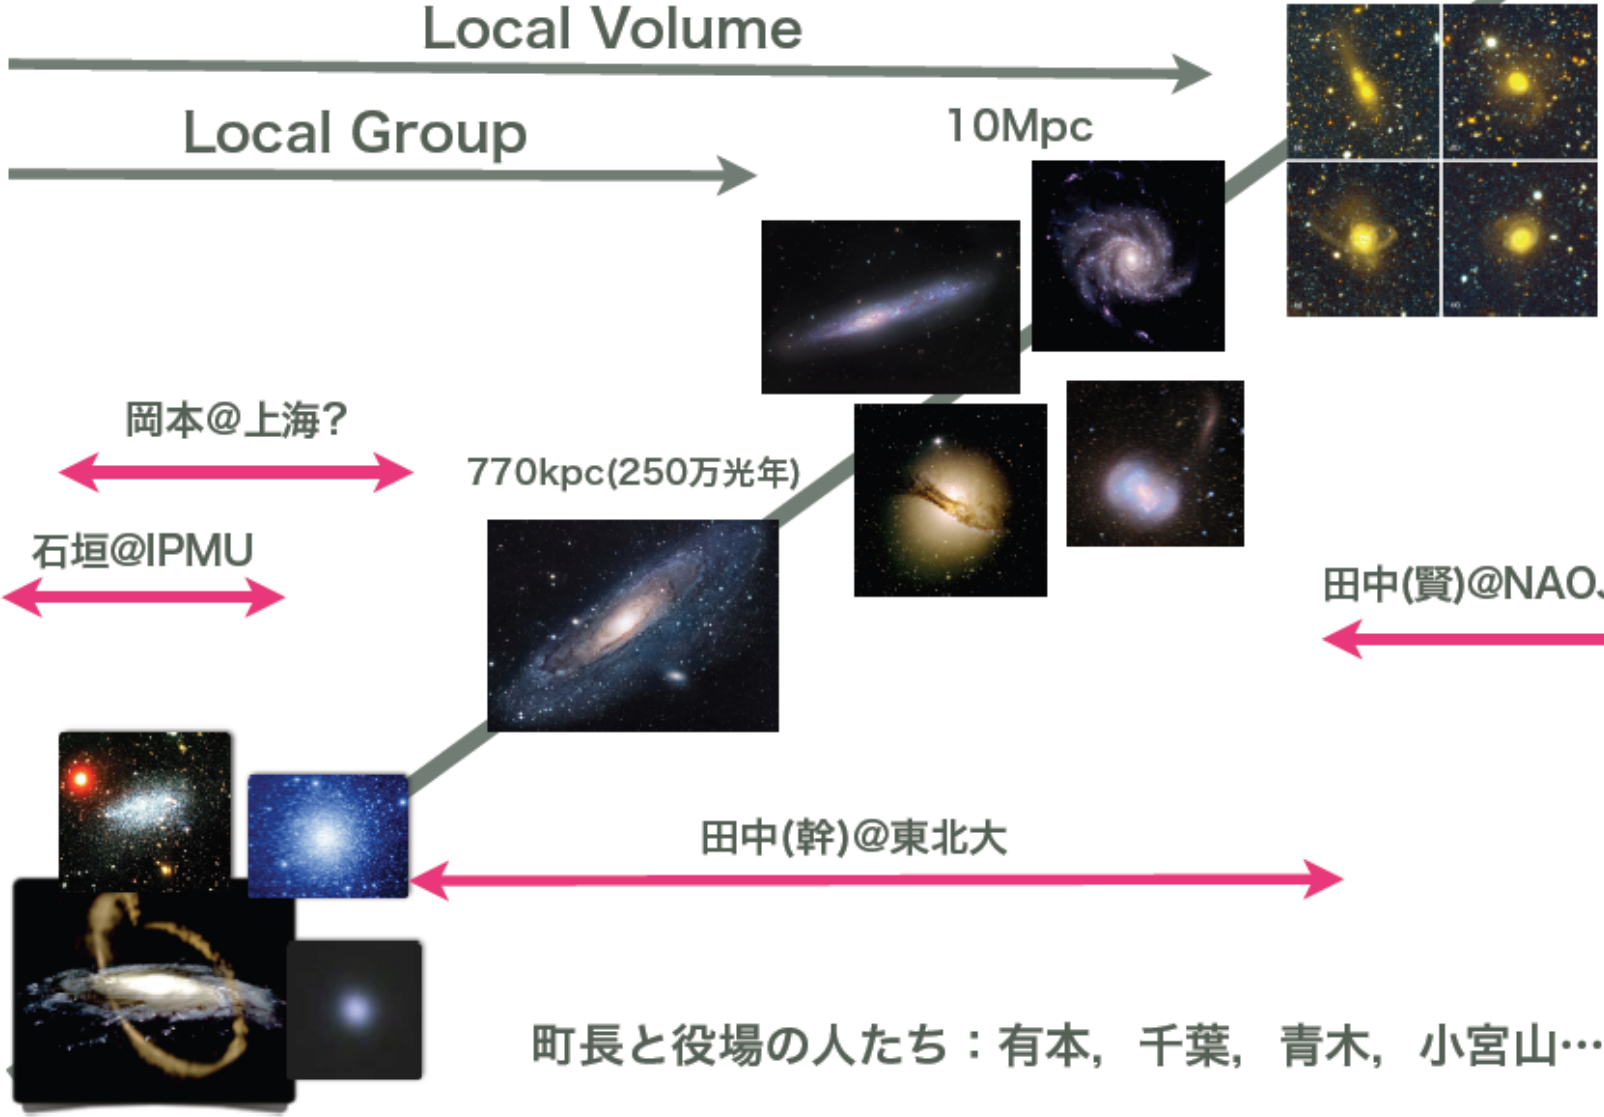 Local Volume
Local Group
10Mpc
岡本@上海?
770kpc(250万光年)
石垣@IPMU
田中(賢)@NAOJ
田中(幹)@東北大
町長と役場の人たち：有本，千葉，青木，小宮山…